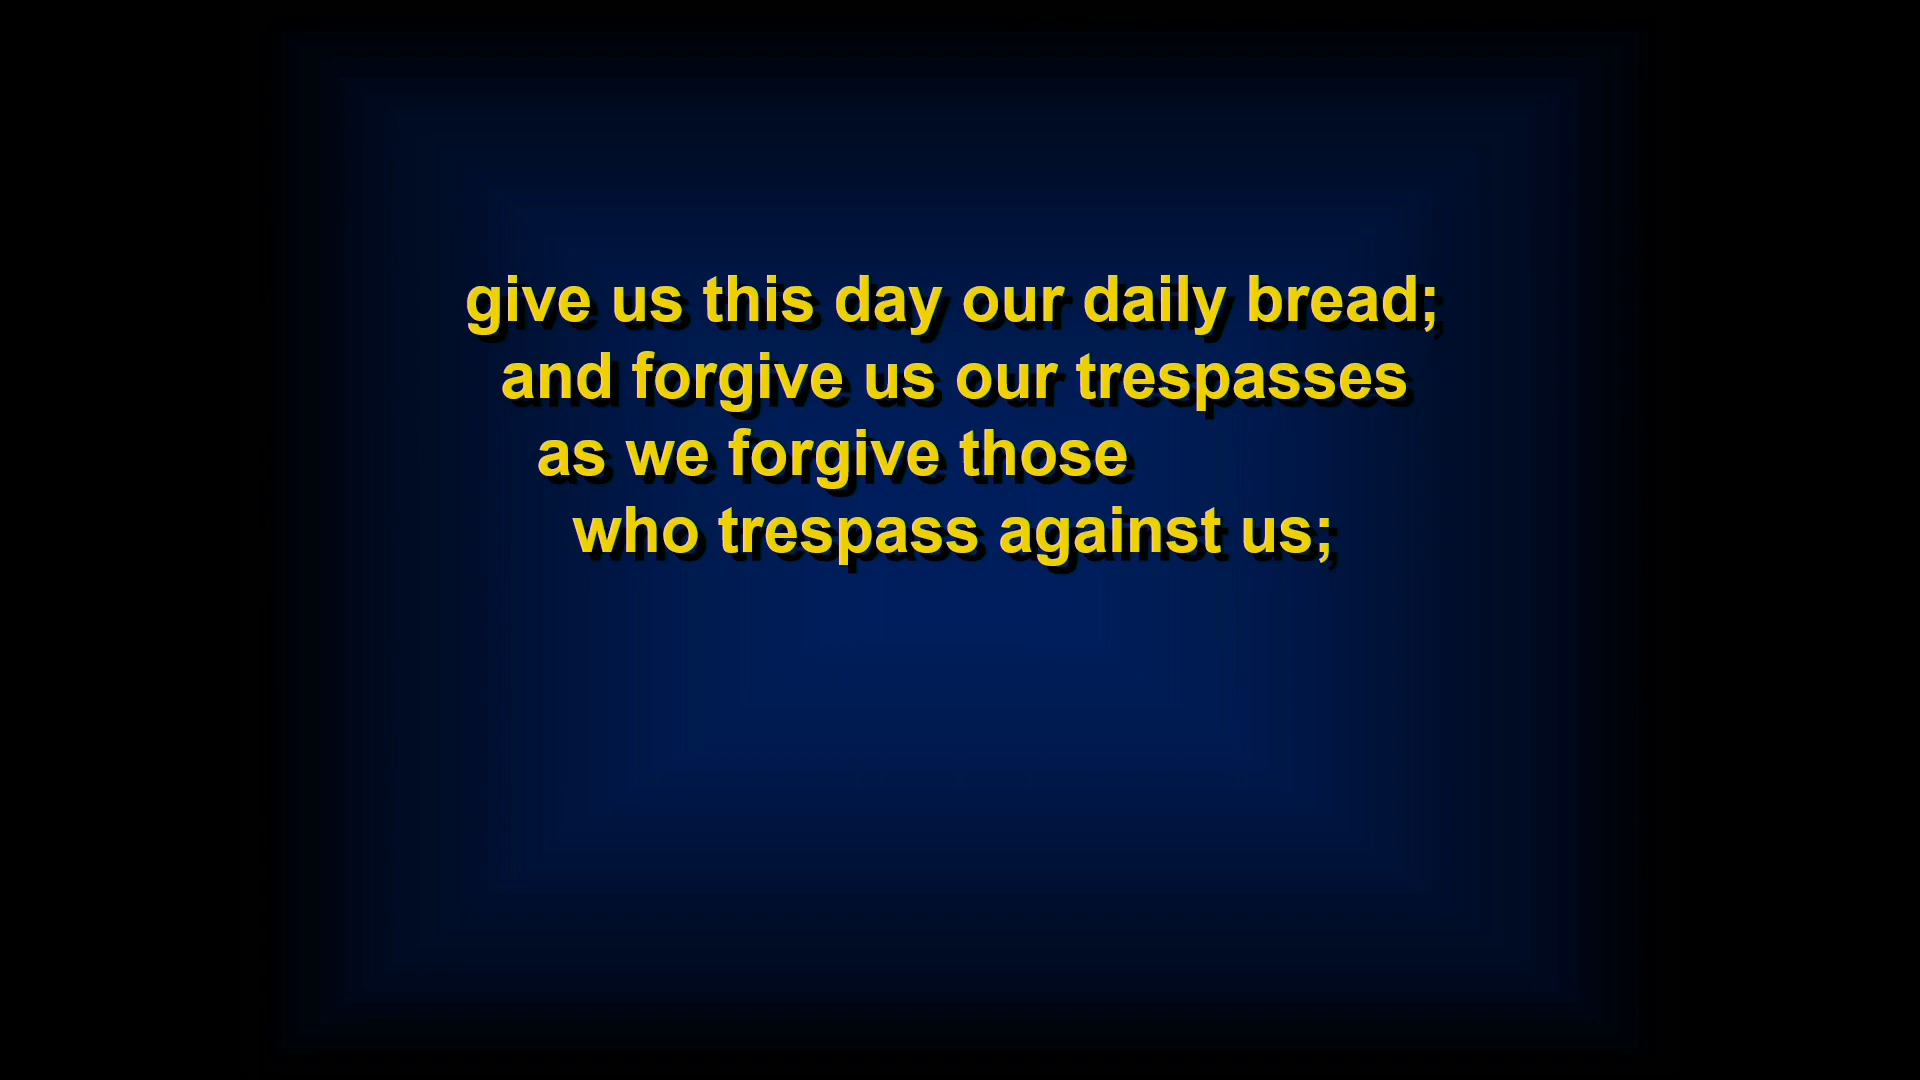 give us this day our daily bread;
and forgive us our trespasses
as we forgive those
who trespass against us;